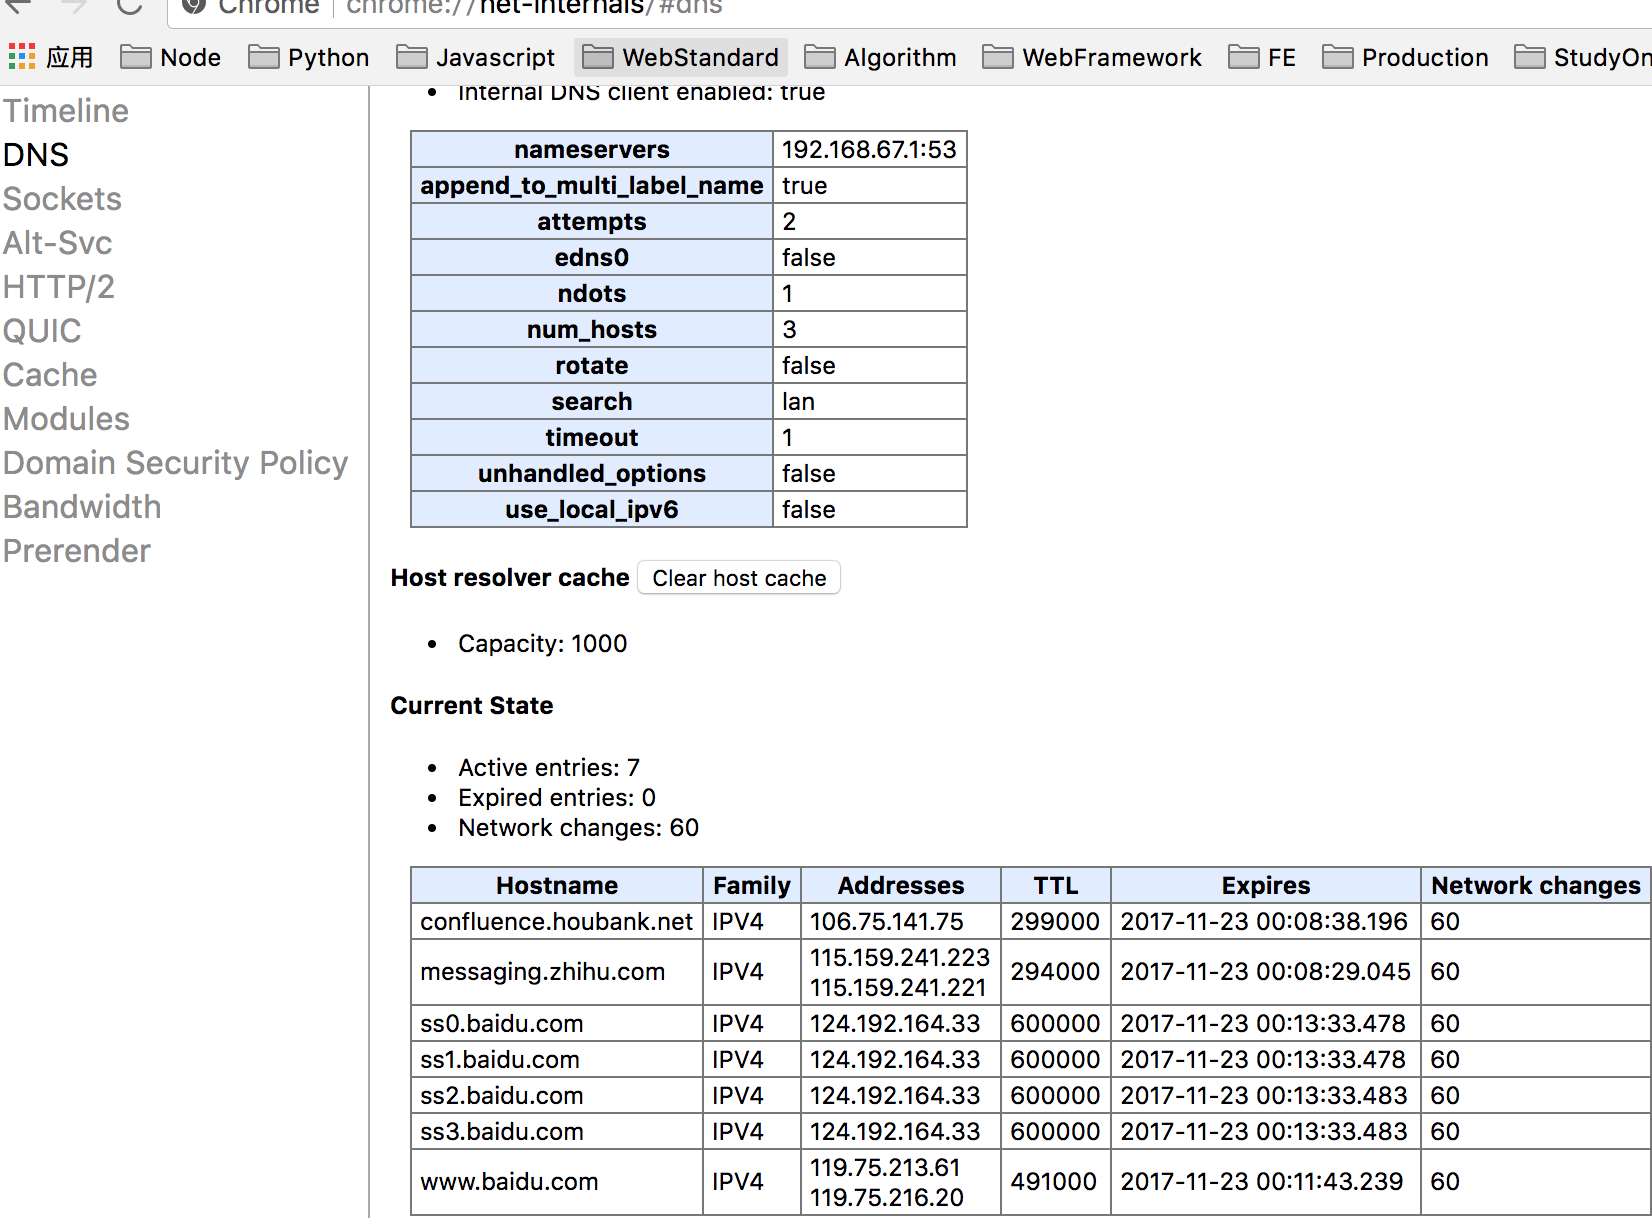 Chrome chrome://net-internals/#dns
应用 Node Python Javascript WebStandard Algorithm WebFramework FE Production StudyOn
Timeline
DNS
Sockets
Alt-Svc
HTTP/2
QUIC
Cache
Modules
Domain Security Policy
Bandwidth
Prerender
• Internal DNS client enabled: true
nameservers 192.168.67.1:53
append_to_multi_label_name true
attempts 2
edns0 false
ndots 1
num_hosts 3
rotate false
search lan
timeout 1
unhandled_options false
use_local_ipv6 false
Host resolver cache Clear host cache
• Capacity: 1000
Current State
• Active entries: 7
• Expired entries: 0
• Network changes: 60
Hostname Family Addresses TTL Expires Network changes
confluence.houbank.net IPV4 106.75.141.75 299000 2017-11-23 00:08:38.196 60
messaging.zhihu.com IPV4 115.159.241.223 294000 2017-11-23 00:08:29.045 60
115.159.241.221
ss0.baidu.com IPV4 124.192.164.33 600000 2017-11-23 00:13:33.478 60
ss1.baidu.com IPV4 124.192.164.33 600000 2017-11-23 00:13:33.478 60
ss2.baidu.com IPV4 124.192.164.33 600000 2017-11-23 00:13:33.483 60
ss3.baidu.com IPV4 124.192.164.33 600000 2017-11-23 00:13:33.483 60
www.baidu.com IPV4 119.75.213.61 491000 2017-11-23 00:11:43.239 60
119.75.216.20